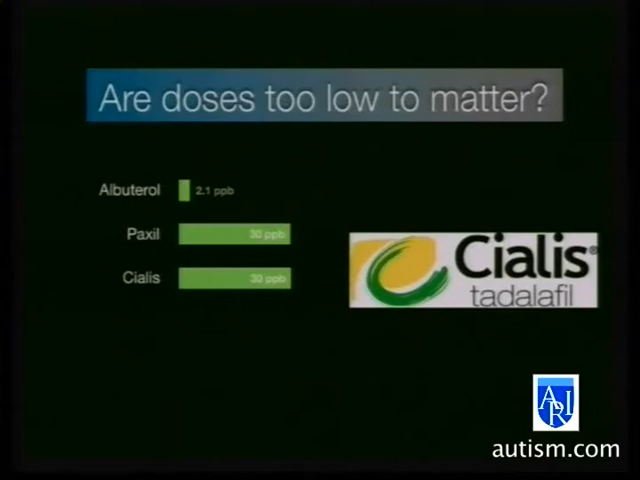 Are doses too low to matter?
Albuterol 2.1 ppb
Paxil 30 ppb
Cialis 30 ppb
Cialis®
tadalafil
ARI
autism.com